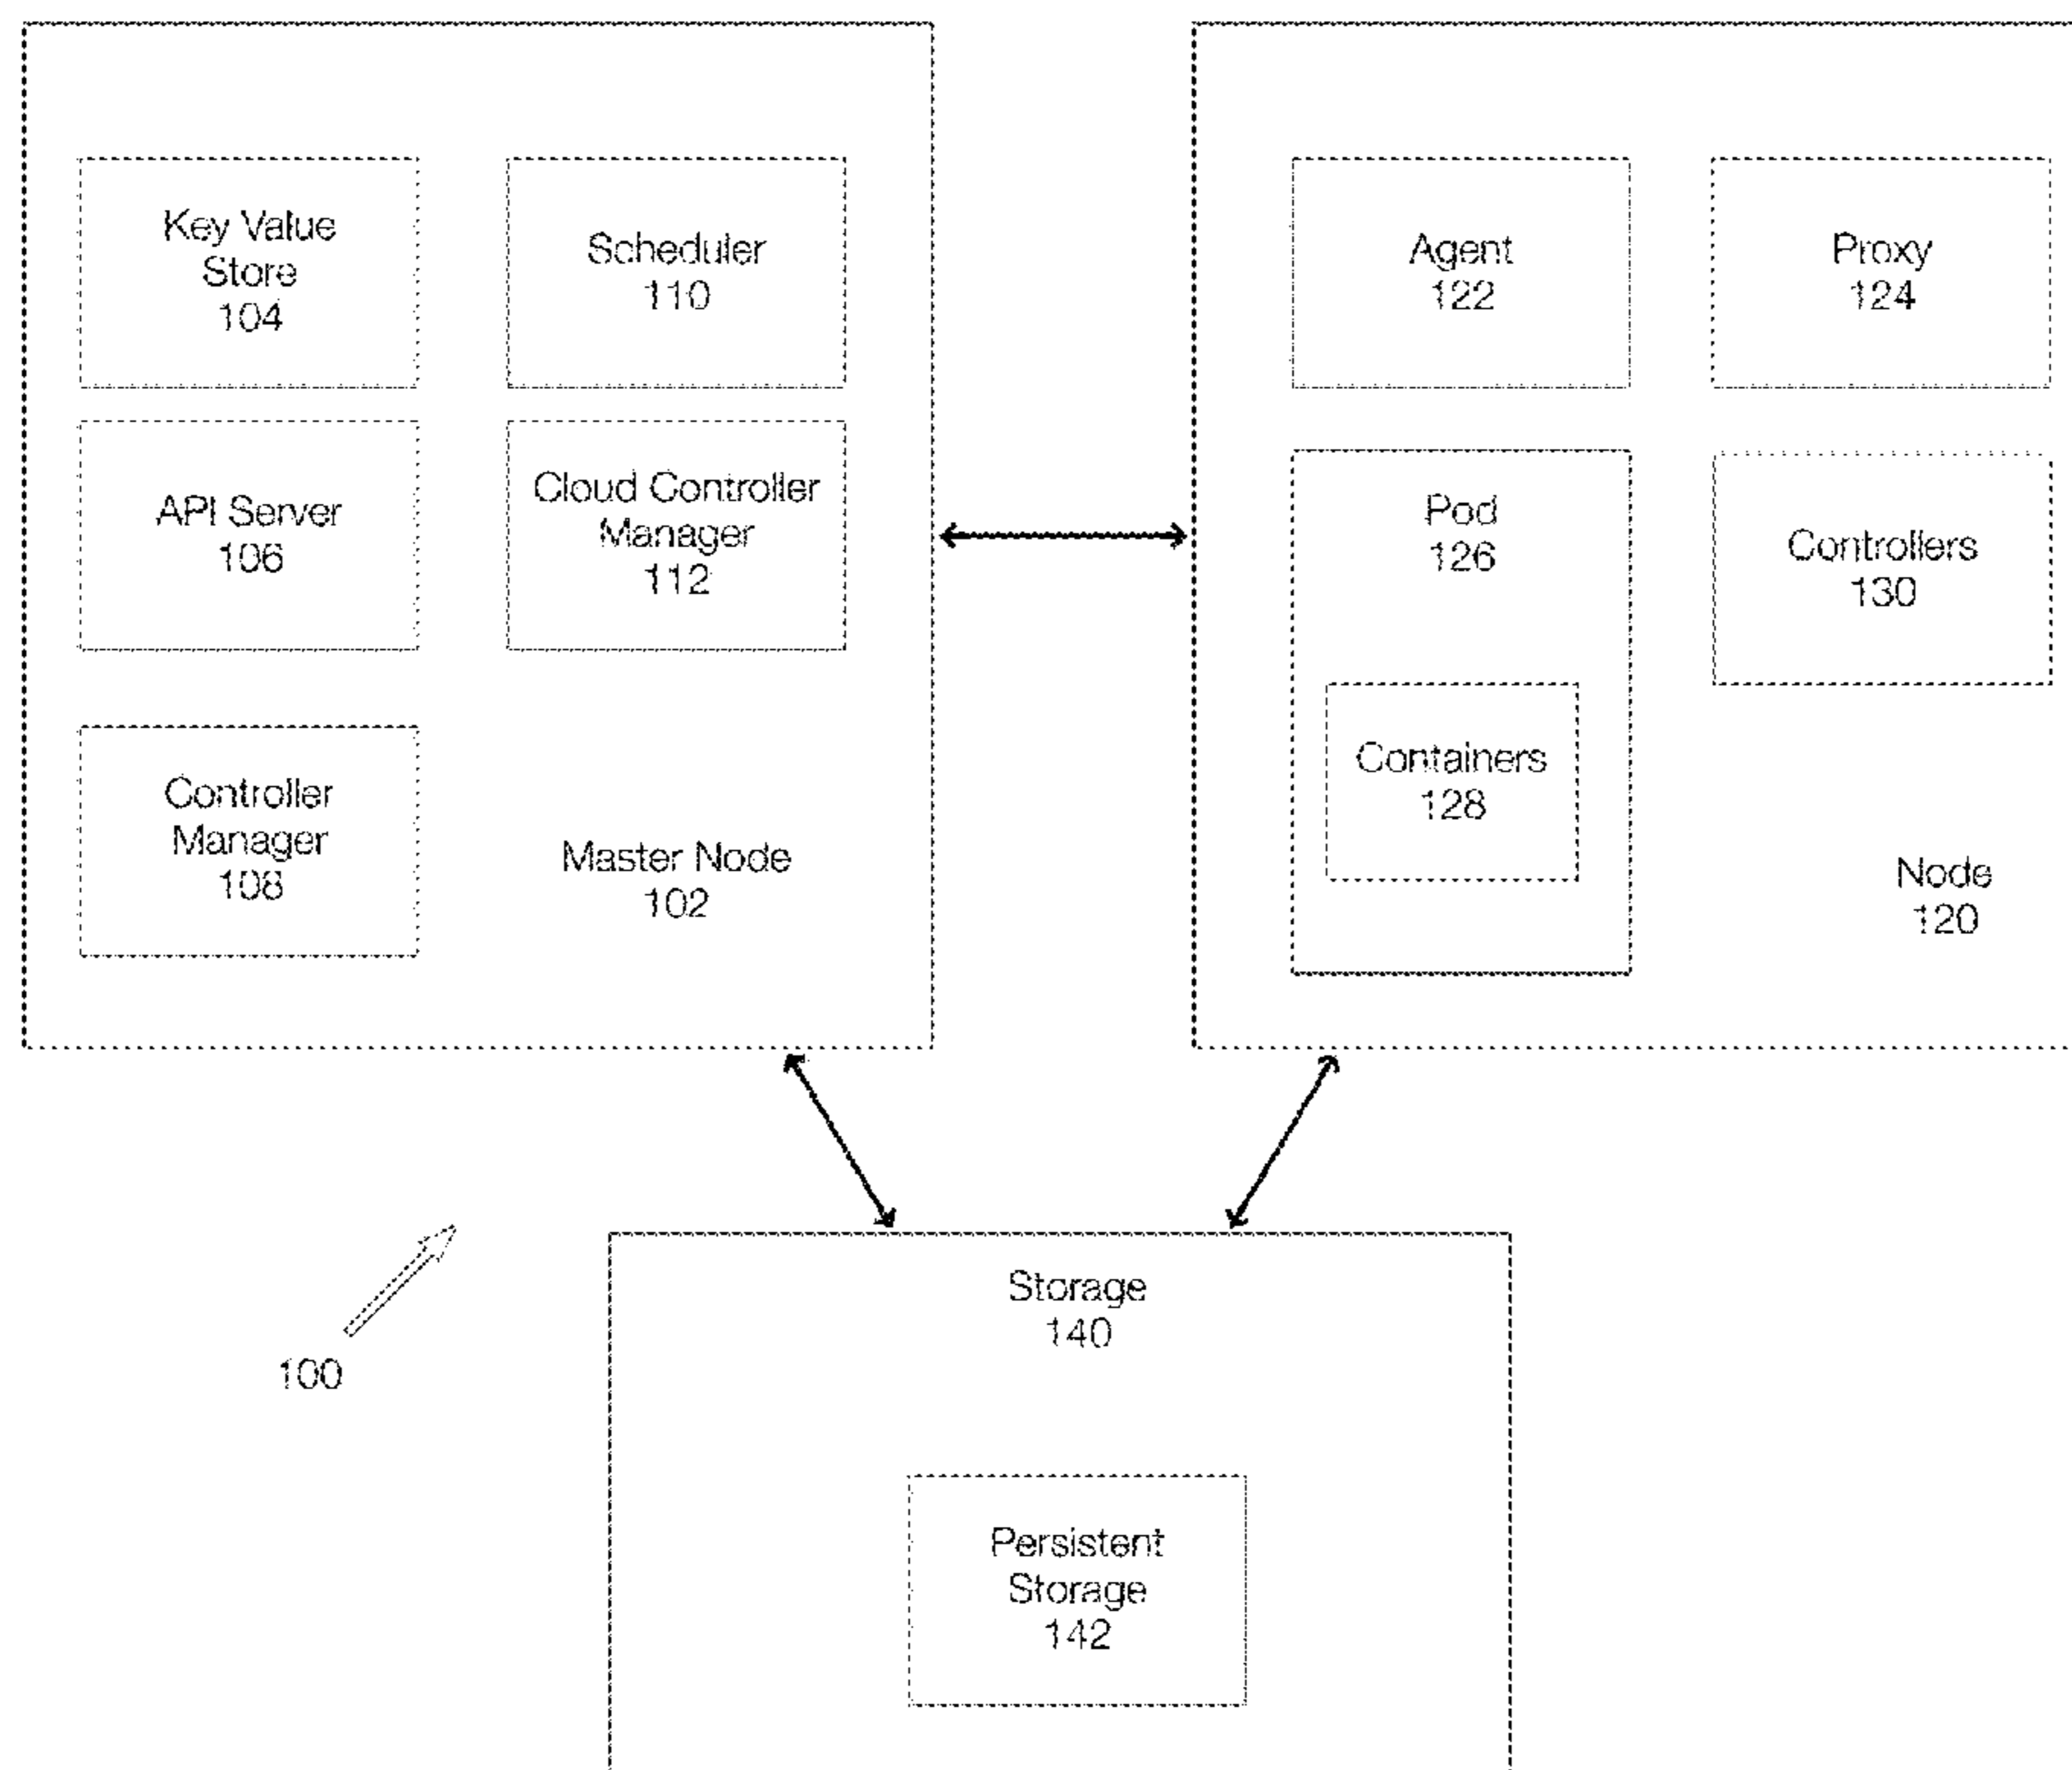 Key Value
Store
104
Scheduler
110
API Server
106
Cloud Controller
Manager
112
Controller
Manager
108
Master Node
102
Agent
122
Proxy
124
Pod
126
Controllers
130
Containers
128
Node
120
100
Storage
140
Persistent
Storage
142